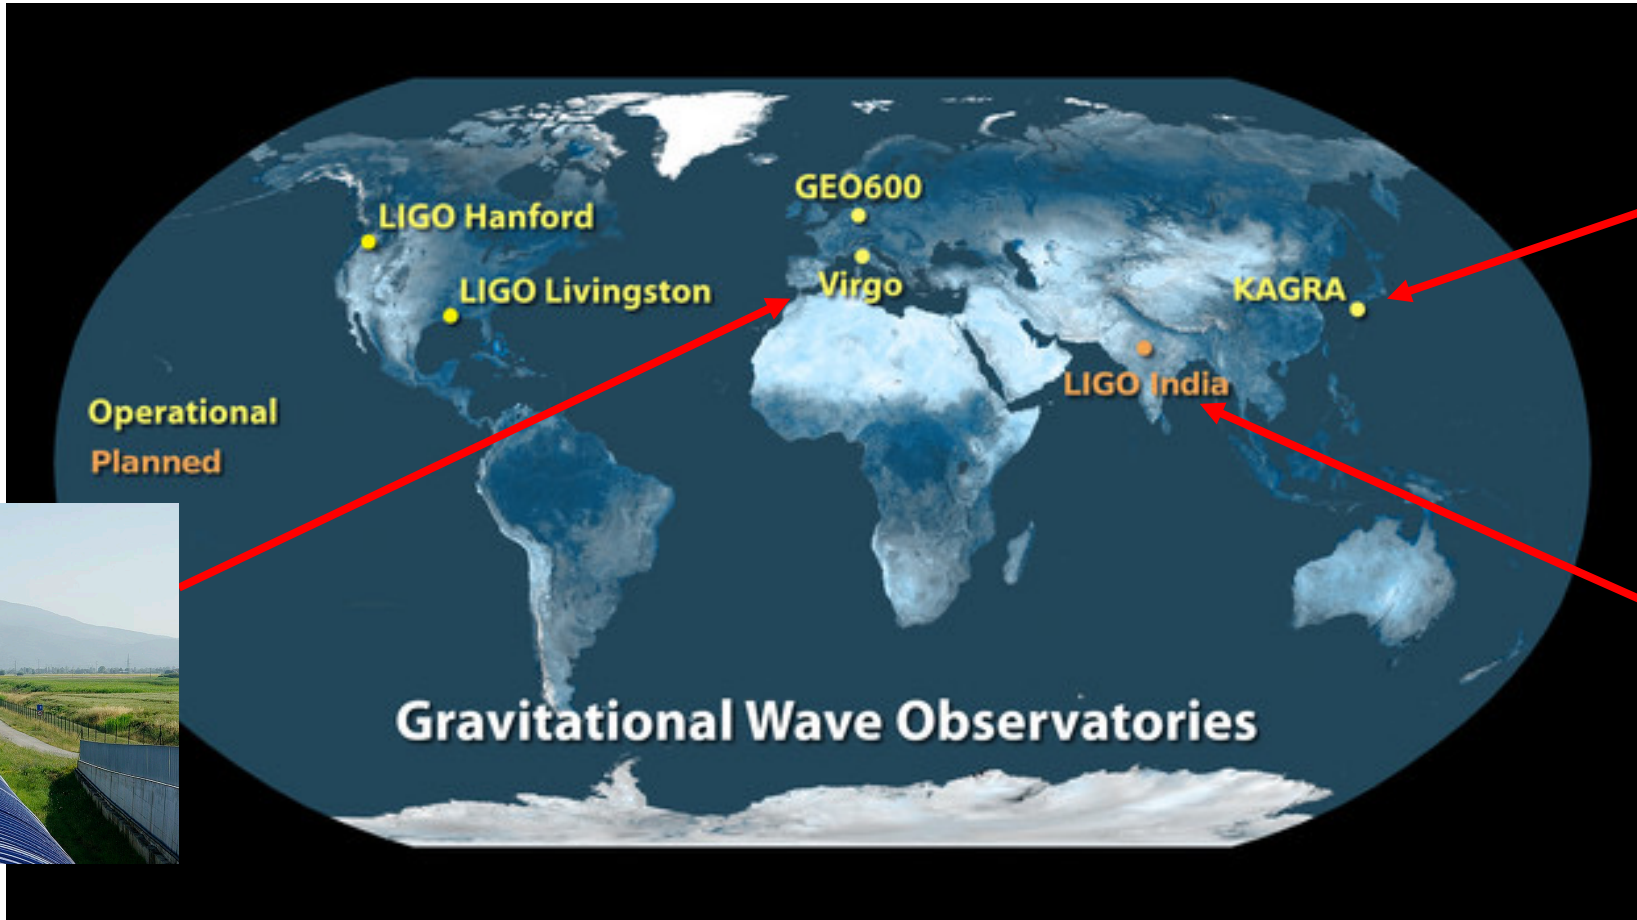 GEO600
LIGO Hanford
Virgo
LIGO Livingston
KAGRA
LIGO India
Operational
Planned
Gravitational Wave Observatories